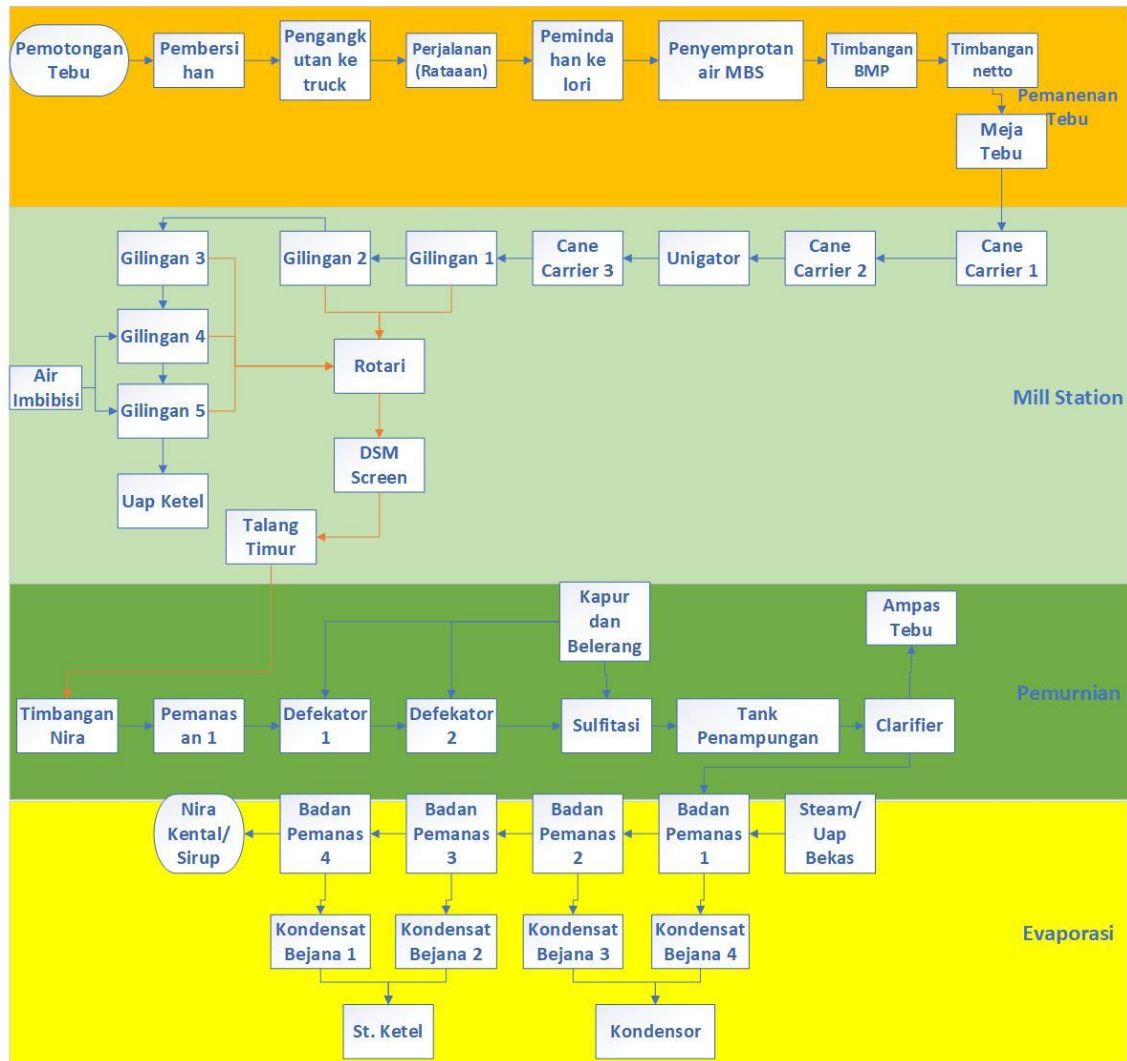 Pemotongan
Tebu
Pembersi
han
Pengangk
utan ke
truck
Perjalanan
(Rataaan)
Peminda
han ke
lori
Penyemprotan
air MBS
Timbangan
BMP
Timbangan
netto
Pemanenan
Tebu
Meja
Tebu
Gilingan 3
Gilingan 2
Gilingan 1
Cane
Carrier 3
Unigator
Cane
Carrier 2
Cane
Carrier 1
Gilingan 4
Air
Imbibisi
Rotari
Gilingan 5
Mill Station
DSM
Screen
Uap Ketel
Talang
Timur
Kapur
dan
Belerang
Ampas
Tebu
Pemurnian
Timbangan
Nira
Pemanas
an 1
Defekator
1
Defekator
2
Sulfitasi
Tank
Penampungan
Clarifier
Nira
Kental/
Sirup
Badan
Pemanas
4
Badan
Pemanas
3
Badan
Pemanas
2
Badan
Pemanas
1
Steam/
Uap
Bekas
Kondensat
Bejana 1
Kondensat
Bejana 2
Kondensat
Bejana 3
Kondensat
Bejana 4
Evaporasi
St. Ketel
Kondensor